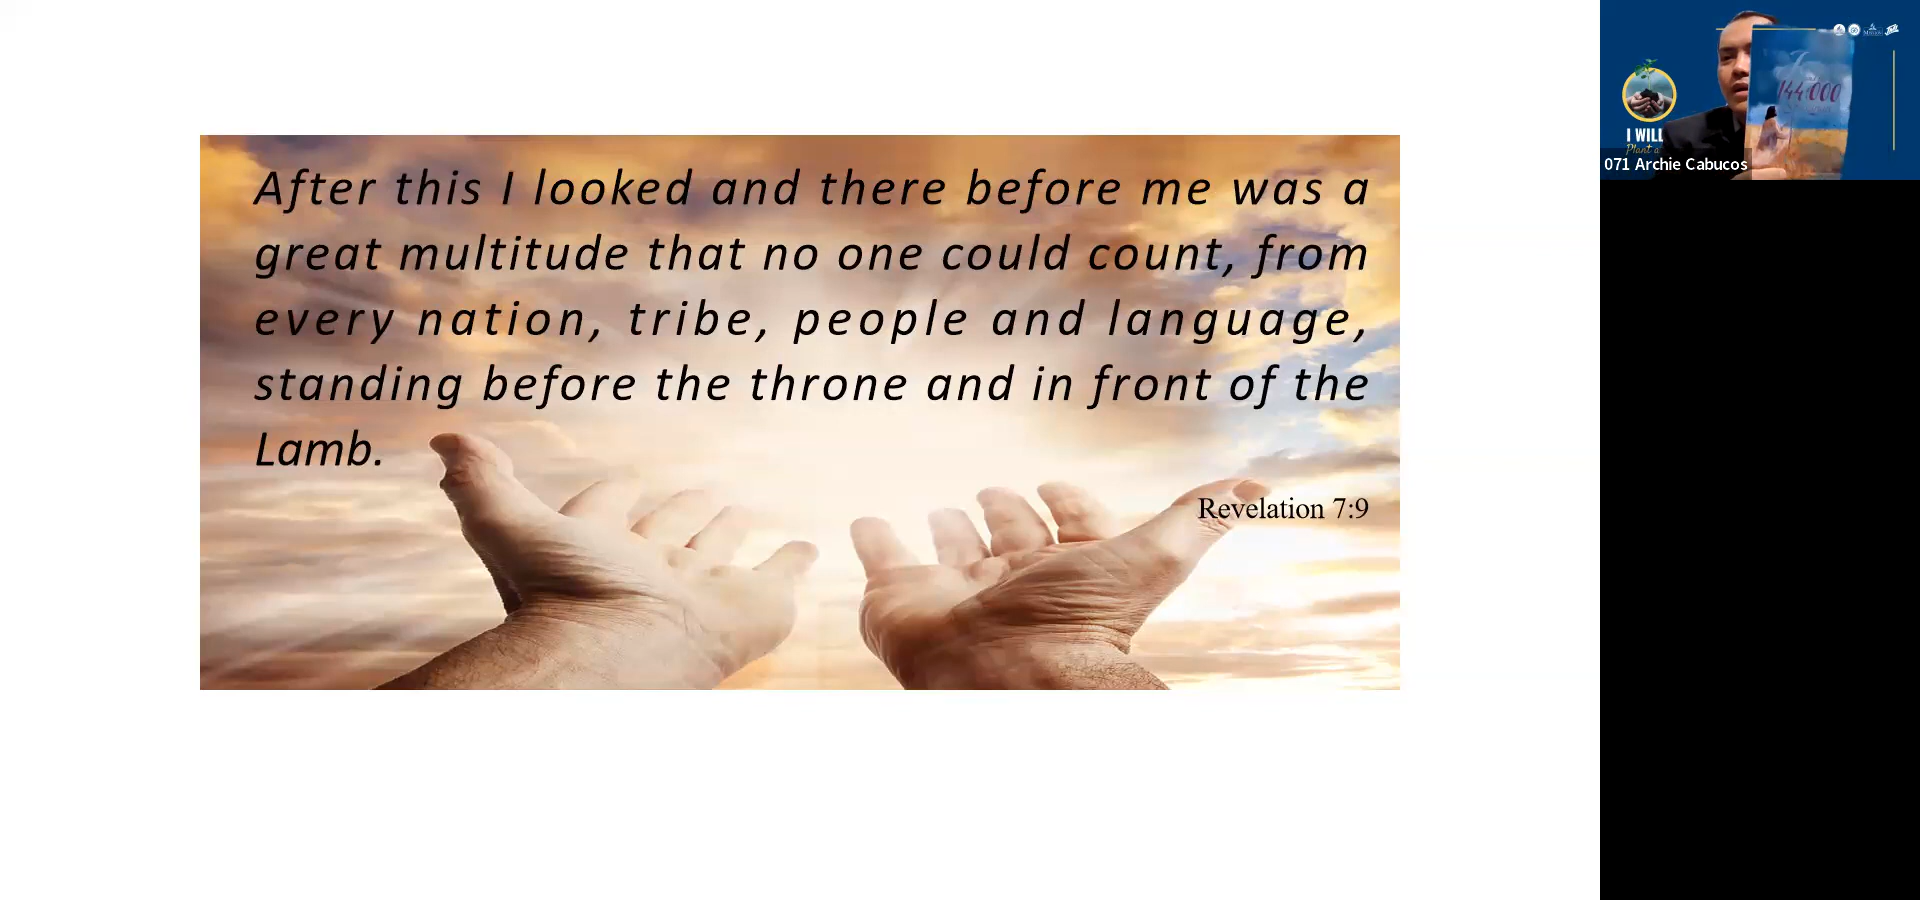 After this I looked and there before me was a
great multitude that no one could count, from
every nation, tribe, people and language,
standing before the throne and in front of the
Lamb.
Revelation 7:9
144,000
I WILL
Plant a
071 Archie Cabucos